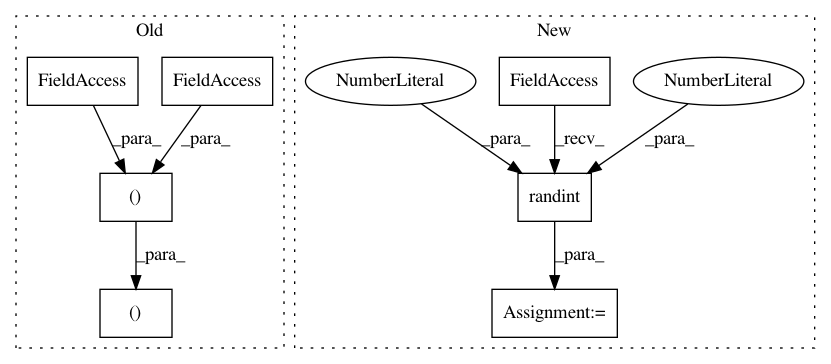 Old
New
FieldAccess
FieldAccess
NumberLiteral
FieldAccess
NumberLiteral
_para_
_para_
_para_
_recv_
_para_
()
randint
_para_
_para_
()
Assignment:=